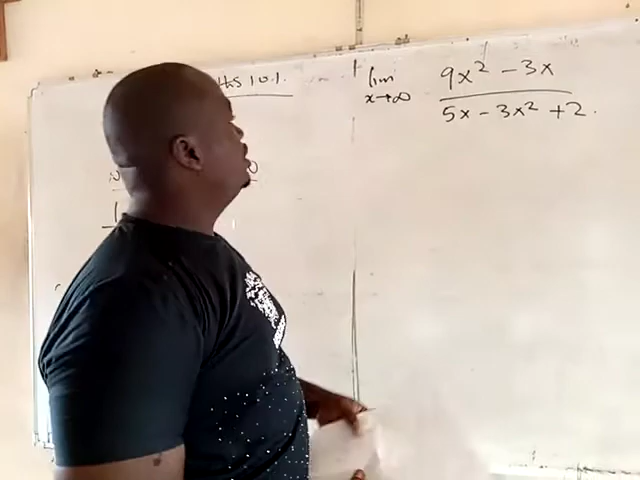 101.
lim 9x² - 3x
x→∞ 5x - 3x² + 2.